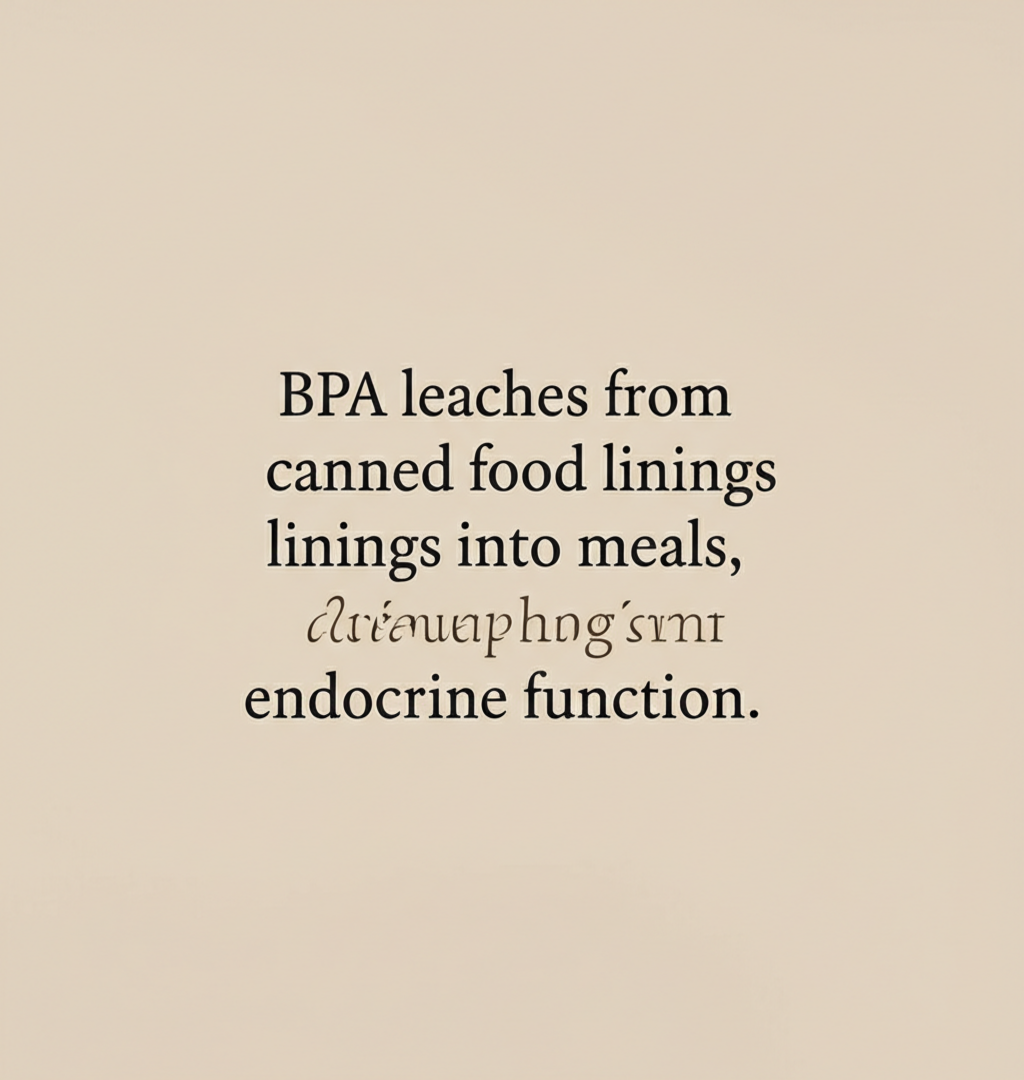 BPA leaches from
canned food linings
linings into meals,
endocrine function.